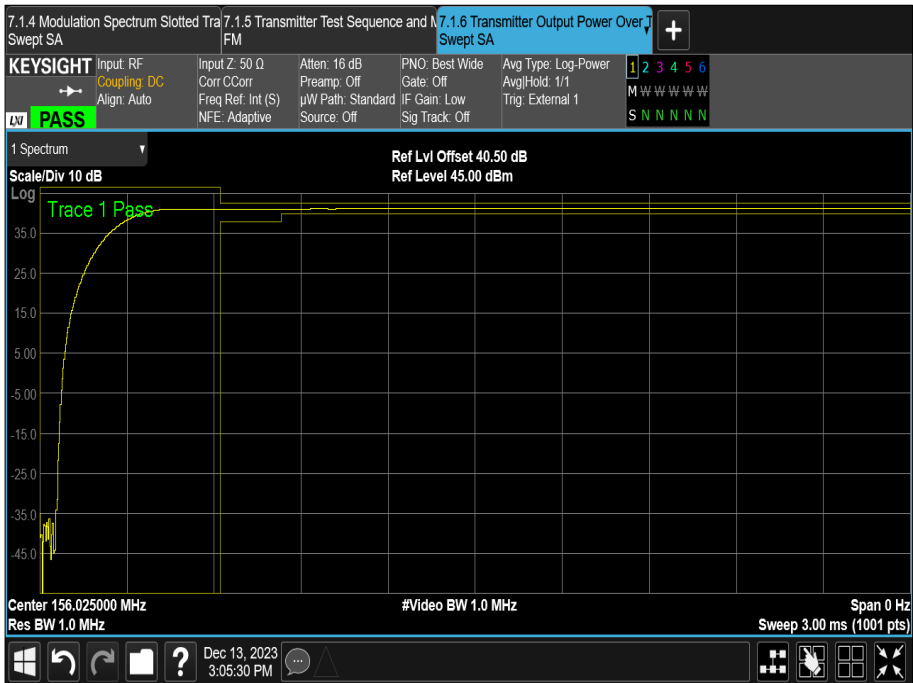 7.1.4 Modulation Spectrum Slotted Tra
Swept SA
7.1.5 Transmitter Test Sequence and M
FM
7.1.6 Transmitter Output Power Over T
Swept SA
+
KEYSIGHT
Input: RF
Coupling: DC
Align: Auto
LXI
PASS
Input Z: 50 Ω
Corr CCorr
Freq Ref: Int (S)
NFE: Adaptive
Atten: 16 dB
Preamp: Off
µW Path: Standard
Source: Off
PNO: Best Wide
Gate: Off
IF Gain: Low
Sig Track: Off
Avg Type: Log-Power
Avg|Hold: 1/1
Trig: External 1
1 2 3 4 5 6
M W W W W W W
S N N N N N N
1 Spectrum
Scale/Div 10 dB
Ref Lvl Offset 40.50 dB
Ref Level 45.00 dBm
Log
Trace 1 Pass
35.0
25.0
15.0
5.00
-5.00
-15.0
-25.0
-35.0
-45.0
Center 156.025000 MHz
#Video BW 1.0 MHz
Span 0 Hz
Res BW 1.0 MHz
Sweep 3.00 ms (1001 pts)
?
Dec 13, 2023
3:05:30 PM